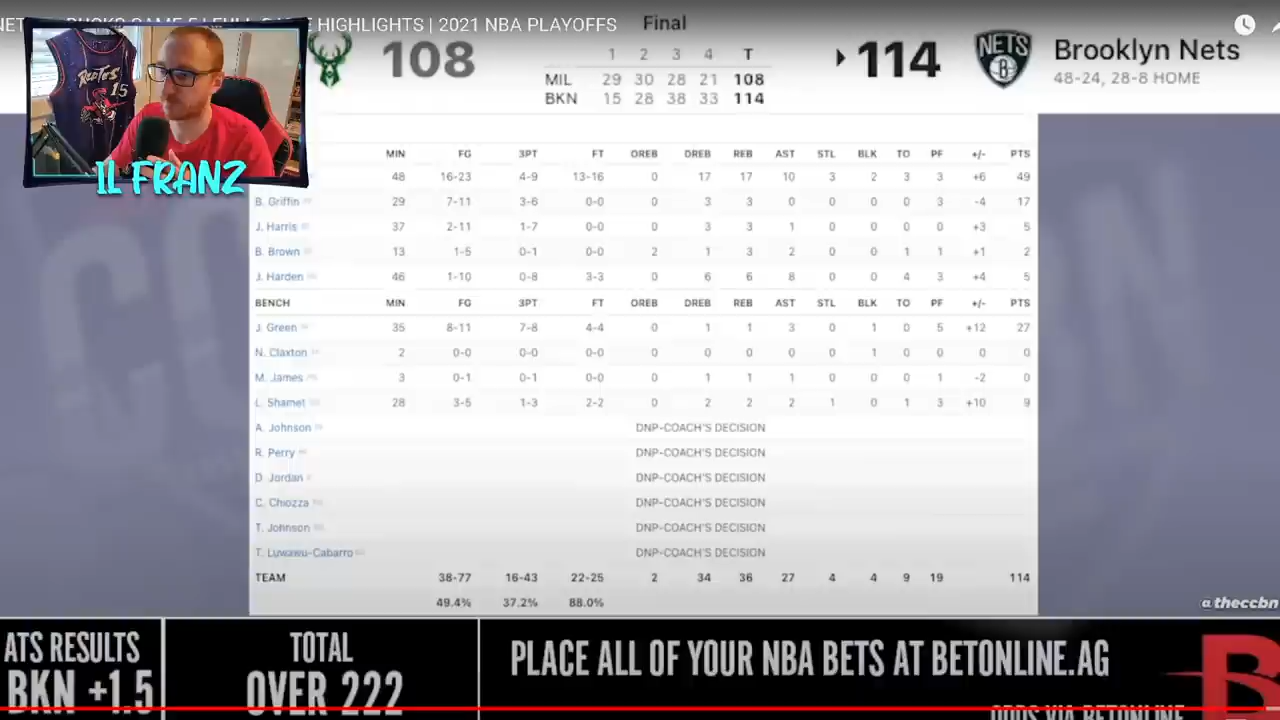 BUCKS GAME 5 | FULL GAME HIGHLIGHTS | 2021 NBA PLAYOFFS
Final
108
1 2 3 4 T
MIL 29 30 28 21 108
BKN 15 28 38 33 114
114
NETS
B
Brooklyn Nets
48-24, 28-8 HOME
RAPTORS
15
IL FRANZ
MIN FG 3PT FT OREB DREB REB AST STL BLK TO PF +/- PTS
48 16-23 4-9 13-16 0 17 17 10 3 2 3 3 +6 49
B. Griffin 29 7-11 3-6 0-0 0 3 3 0 0 0 0 3 -4 17
J. Harris 37 2-11 1-7 0-0 0 3 3 1 0 0 0 0 +3 5
B. Brown 13 1-5 0-1 0-0 2 1 3 2 0 0 1 1 +1 2
J. Harden 46 1-10 0-8 3-3 0 6 6 8 0 0 4 3 +4 5
BENCH MIN FG 3PT FT OREB DREB REB AST STL BLK TO PF +/- PTS
J. Green 35 8-11 7-8 4-4 0 1 1 3 0 1 0 5 +12 27
N. Claxton 2 0-0 0-0 0-0 0 0 0 0 0 1 0 0 0 0
M. James 3 0-1 0-1 0-0 0 1 1 1 0 0 0 1 -2 0
L. Shamet 28 3-5 1-3 2-2 0 2 2 2 1 0 1 3 +10 9
A. Johnson DNP-COACH'S DECISION
R. Perry DNP-COACH'S DECISION
D. Jordan DNP-COACH'S DECISION
C. Chiozza DNP-COACH'S DECISION
T. Johnson DNP-COACH'S DECISION
T. Luwawu-Cabarro DNP-COACH'S DECISION
TEAM 38-77 16-43 22-25 2 34 36 27 4 4 9 19 114
49.4% 37.2% 88.0%
@theccbn
ATS RESULTS
BKN +1.5
TOTAL
OVER 222
PLACE ALL OF YOUR NBA BETS AT BETONLINE.AG
B
ODDS VIA BETONLINE